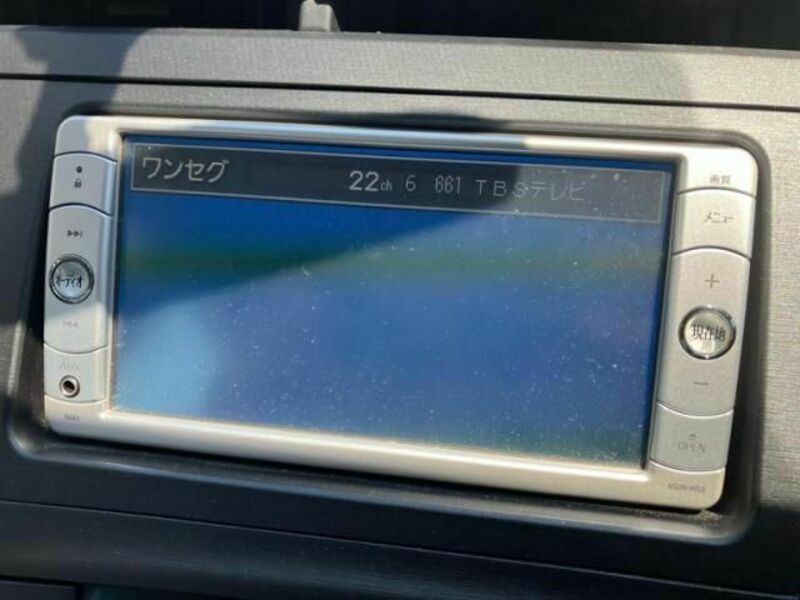 ワンセグ 22ch 6 661 TBSテレビ
画質
メニュー
オーディオ
+
現在地
-
AUX
OPEN